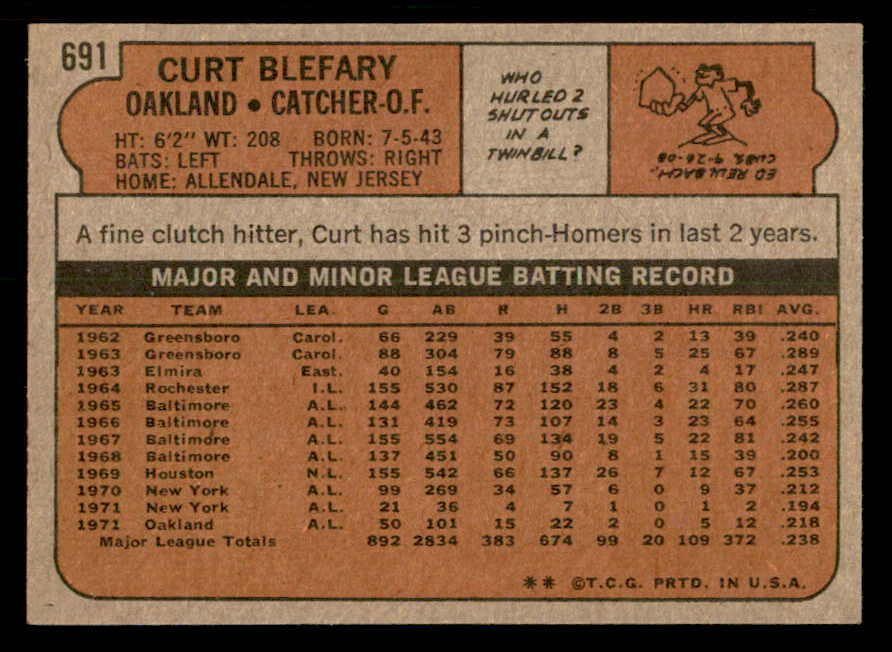 691
CURT BLEFARY
OAKLAND • CATCHER-O.F.
HT: 6'2" WT: 208 BORN: 7-5-43
BATS: LEFT THROWS: RIGHT
HOME: ALLENDALE, NEW JERSEY
WHO
HURLED 2
SHUTOUTS
IN A
TWINBILL?
ED REULBACH,
CUBS, 9-26-08
A fine clutch hitter, Curt has hit 3 pinch-Homers in last 2 years.
MAJOR AND MINOR LEAGUE BATTING RECORD
YEAR TEAM LEA. G AB R H 2B 3B HR RBI AVG.
1962 Greensboro Carol. 66 229 39 55 4 2 13 39 .240
1963 Greensboro Carol. 88 304 79 88 8 5 25 67 .289
1963 Elmira East. 40 154 16 38 4 2 4 17 .247
1964 Rochester I.L. 155 530 87 152 18 6 31 80 .287
1965 Baltimore A.L. 144 462 72 120 23 4 22 70 .260
1966 Baltimore A.L. 131 419 73 107 14 3 23 64 .255
1967 Baltimore A.L. 155 554 69 134 19 5 22 81 .242
1968 Baltimore A.L. 137 451 50 90 8 1 15 39 .200
1969 Houston N.L. 155 542 66 137 26 7 12 67 .253
1970 New York A.L. 99 269 34 57 6 0 9 37 .212
1971 New York A.L. 21 36 4 7 1 0 1 2 .194
1971 Oakland A.L. 50 101 15 22 2 0 5 12 .218
Major League Totals 892 2834 383 674 99 20 109 372 .238
** ©T.C.G. PRTD. IN U.S.A.